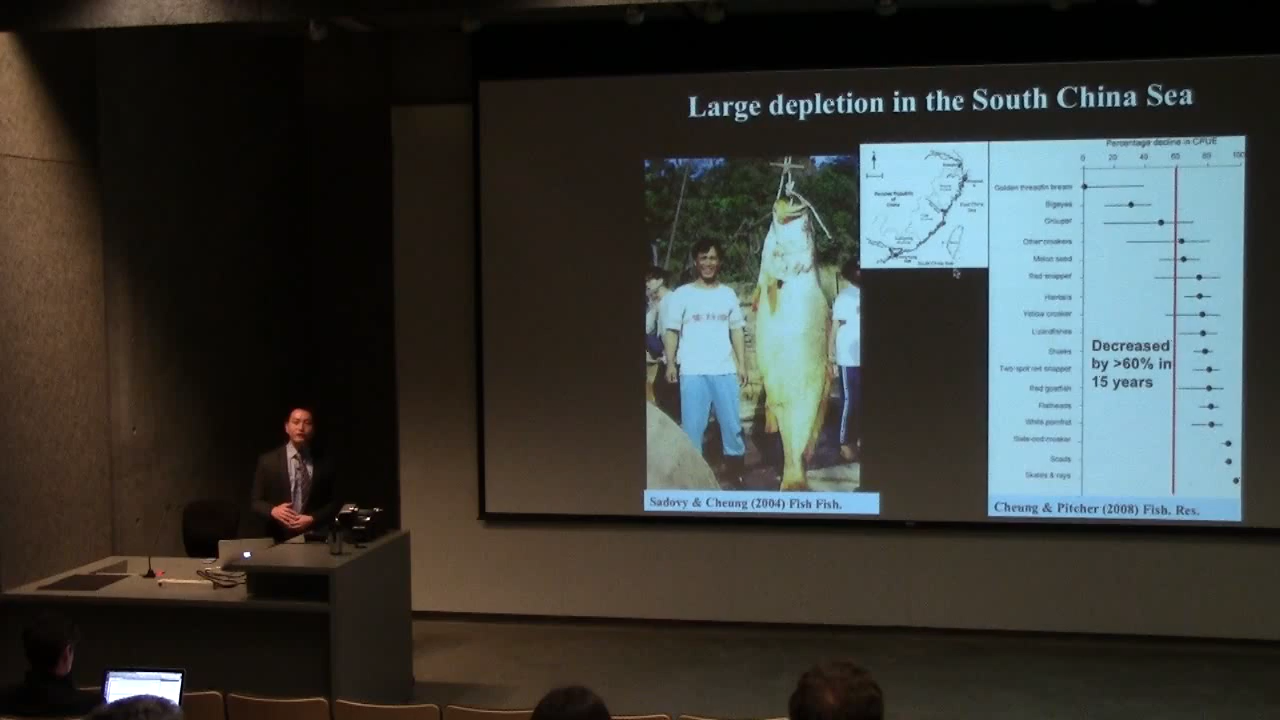 Large depletion in the South China Sea
Percentage decline in CPUE
0 20 40 60 80 100
Golden threadfin bream
Bigeyes
Grouper
Other croakers
Melon seed
Red snapper
Hairtails
Yellow croaker
Lizardfishes
Sharks
Two spot red snapper
Red goatfish
Flatheads
White pomfret
Slate-cod croaker
Scads
Skates & rays
Decreased
by >60% in
15 years
Sadovy & Cheung (2004) Fish Fish.
Cheung & Pitcher (2008) Fish. Res.